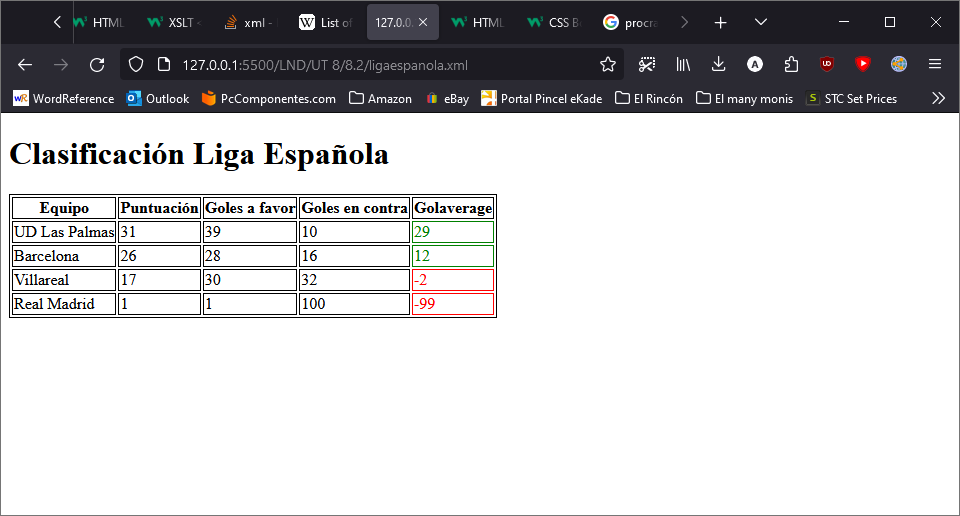 HTML XSLT < xml - List of 127.0.0. HTML CSS Bo procra
127.0.0.1:5500/LND/UT 8/8.2/ligaespanola.xml
WordReference Outlook PcComponentes.com Amazon eBay Portal Pincel eKade El Rincón El many monis STC Set Prices
Clasificación Liga Española
Equipo Puntuación Goles a favor Goles en contra Golaverage
UD Las Palmas 31 39 10 29
Barcelona 26 28 16 12
Villareal 17 30 32 -2
Real Madrid 1 1 100 -99